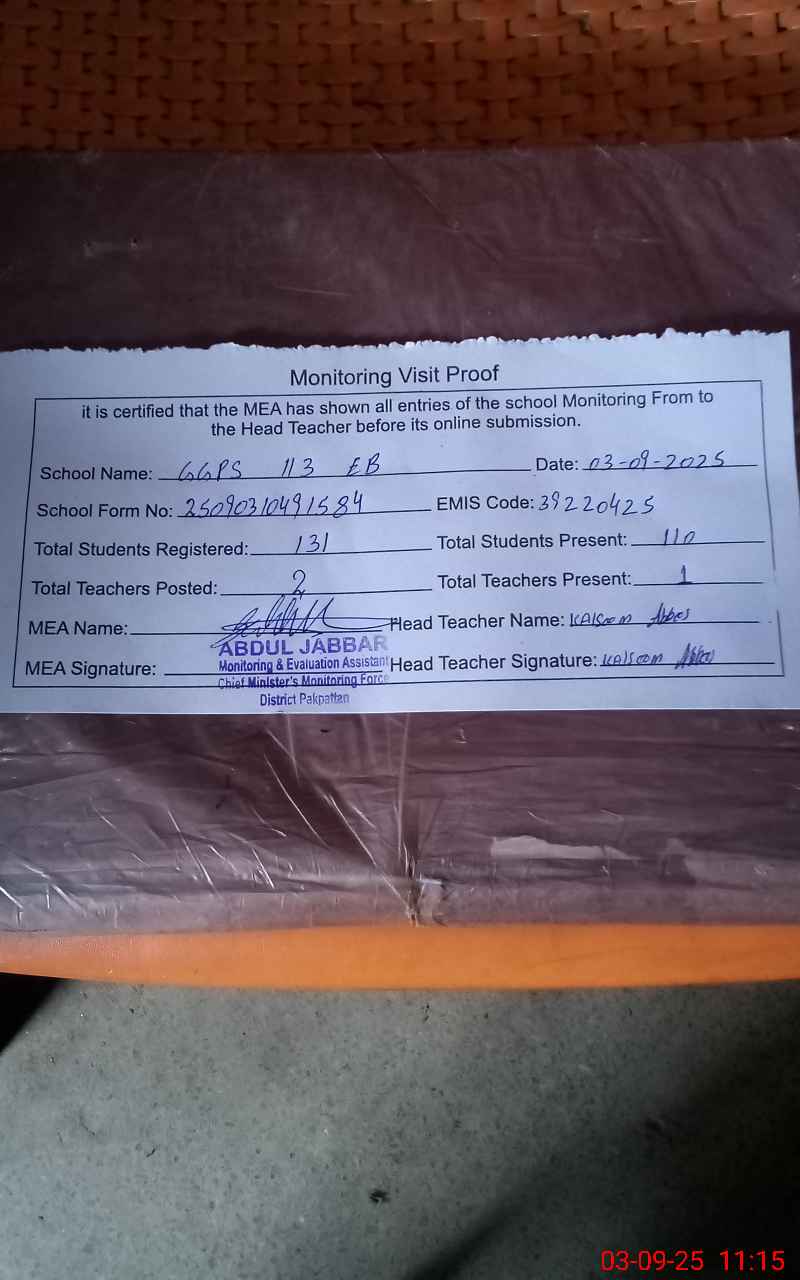 Monitoring Visit Proof
it is certified that the MEA has shown all entries of the school Monitoring From to
the Head Teacher before its online submission.
School Name: GGPS 113 EB Date: 03-09-2025
School Form No: 25090310491584 EMIS Code: 39220425
Total Students Registered: 131 Total Students Present: 110
Total Teachers Posted: 2 Total Teachers Present: 1
MEA Name: Head Teacher Name: Kalsoom Abbas
ABDUL JABBAR
MEA Signature: Head Teacher Signature: Kalsoom Abbas
Monitoring & Evaluation Assistant
Chief Minister's Monitoring Force
District Pakpattan
03-09-25 11:15